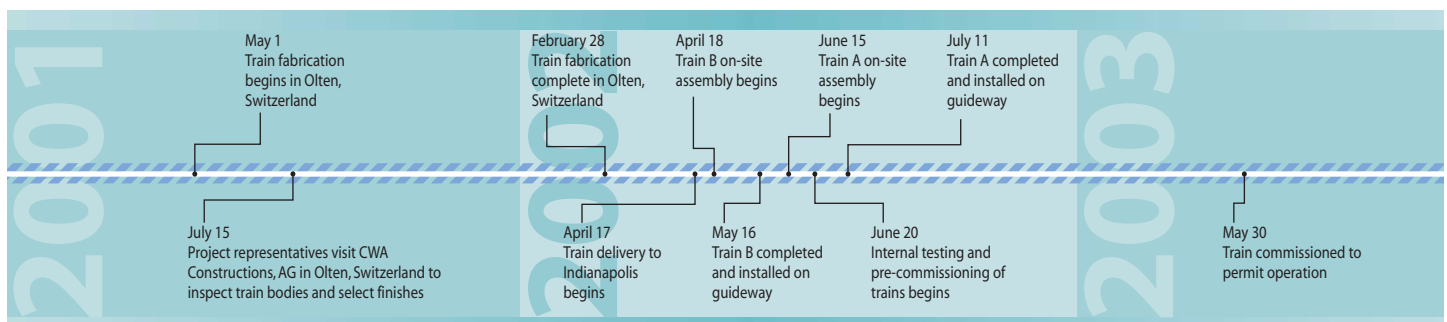 2001
May 1
Train fabrication
begins in Olten,
Switzerland
July 15
Project representatives visit CWA
Constructions, AG in Olten, Switzerland to
inspect train bodies and select finishes
2002
February 28
Train fabrication
complete in Olten,
Switzerland
April 17
Train delivery to
Indianapolis
begins
April 18
Train B on-site
assembly begins
May 16
Train B completed
and installed on
guideway
June 15
Train A on-site
assembly
begins
June 20
Internal testing and
pre-commissioning of
trains begins
July 11
Train A completed
and installed on
guideway
2003
May 30
Train commissioned to
permit operation